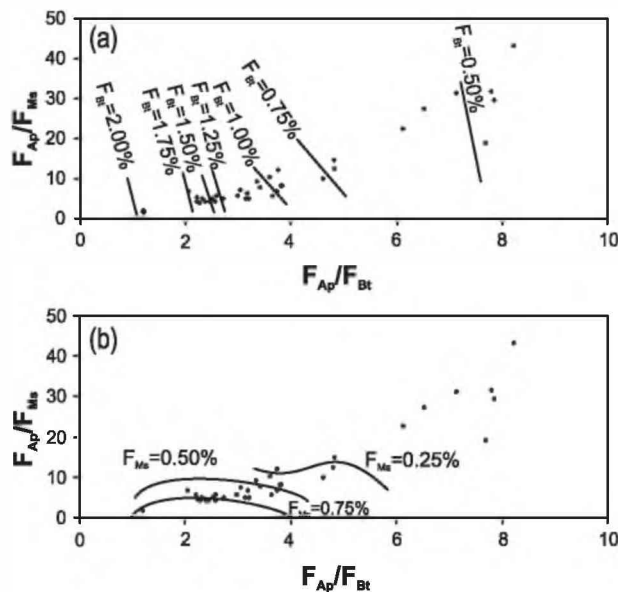 (a)
50
40
30
20
10
0
F_Ap/F_Ms
F_Bt=2.00%
F_Bt=1.75%
F_Bt=1.50%
F_Bt=1.25%
F_Bt=1.00%
F_Bt=0.75%
F_Bt=0.50%
0 2 4 6 8 10
F_Ap/F_Bt
(b)
50
40
30
20
10
0
F_Ap/F_Ms
F_Ms=0.50%
F_Ms=0.25%
F_Ms=0.75%
0 2 4 6 8 10
F_Ap/F_Bt